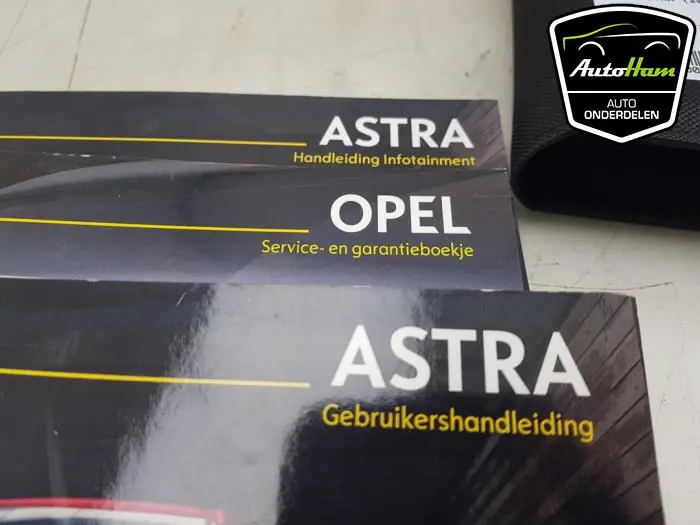 AutoHam
AUTO
ONDERDELEN
ASTRA
Handleiding Infotainment
OPEL
Service- en garantieboekje
ASTRA
Gebruikershandleiding